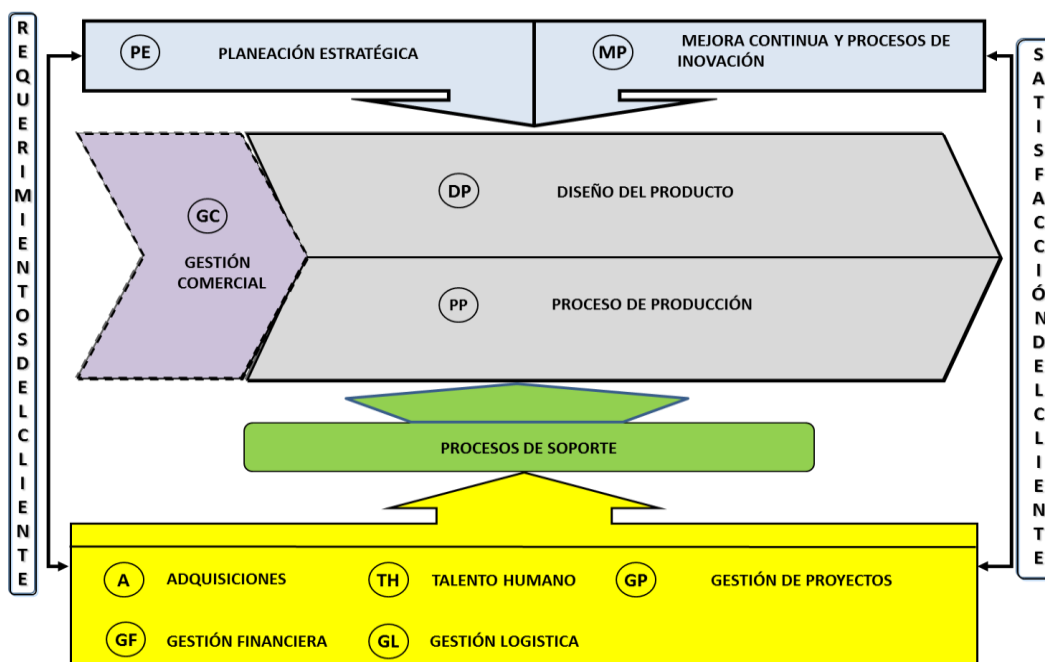 REQUERIMIENTOS DEL CLIENTE
PE PLANEACIÓN ESTRATÉGICA
MP MEJORA CONTINUA Y PROCESOS DE
INOVACIÓN
SATISFACCIÓN DEL CLIENTE
DP DISEÑO DEL PRODUCTO
GC
GESTIÓN
COMERCIAL
PP PROCESO DE PRODUCCIÓN
PROCESOS DE SOPORTE
A ADQUISICIONES
TH TALENTO HUMANO
GP GESTIÓN DE PROYECTOS
GF GESTIÓN FINANCIERA
GL GESTIÓN LOGISTICA